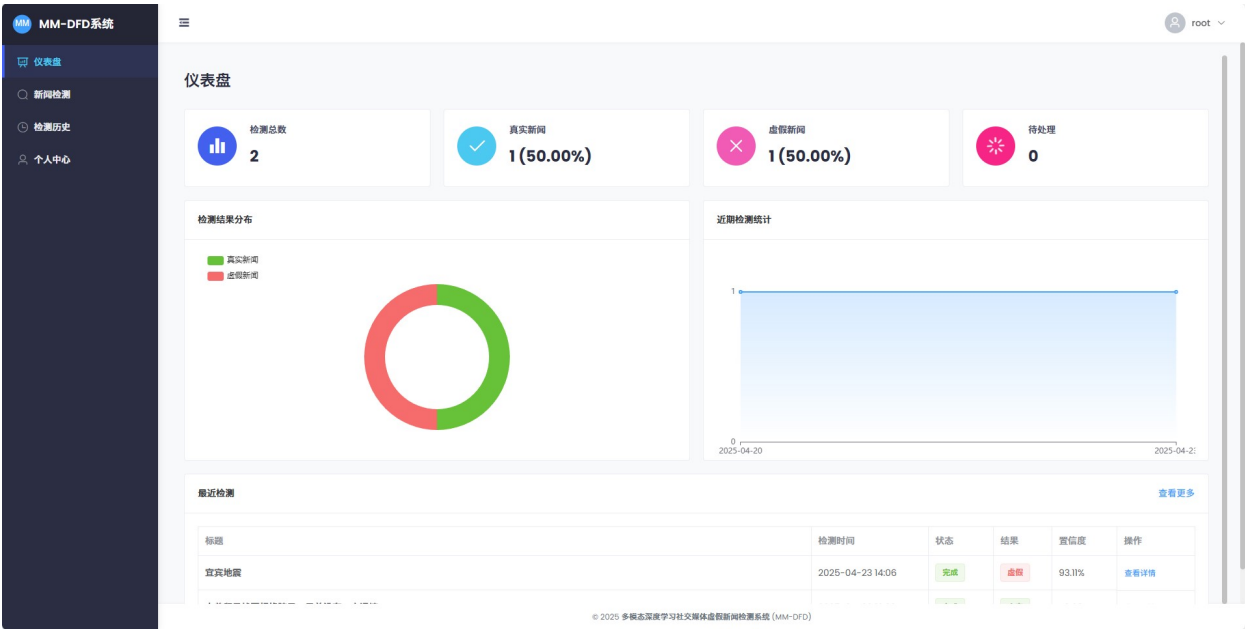 MM MM-DFD系统
root
仪表盘
新闻检测
检测历史
个人中心
仪表盘
检测总数
2
真实新闻
1 (50.00%)
虚假新闻
1 (50.00%)
待处理
0
检测结果分布
真实新闻
虚假新闻
近期检测统计
1
0
2025-04-20
2025-04-2
最近检测
查看更多
标题 检测时间 状态 结果 置信度 操作
宜宾地震 2025-04-23 14:06 完成 虚假 93.11% 查看详情
© 2025 多模态深度学习社交媒体虚假新闻检测系统 (MM-DFD)